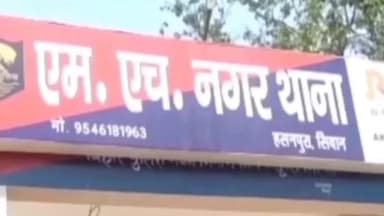 एम. एच. नगर थाना
मो. 9546181963
हसनपुरा, सिवान